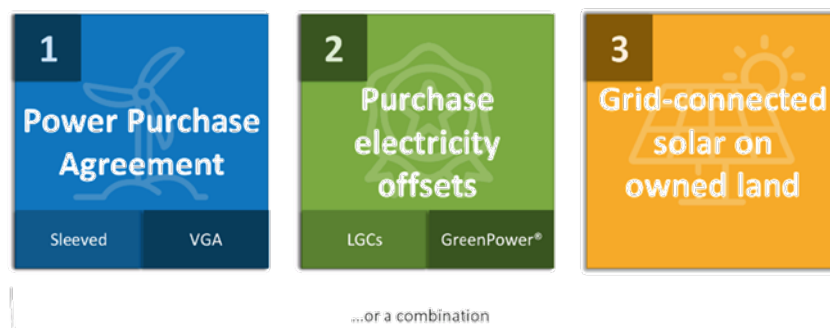 1
Power Purchase
Agreement
Sleeved
VGA
2
Purchase
electricity
offsets
LGCs
GreenPower®
3
Grid-connected
solar on
owned land
...or a combination